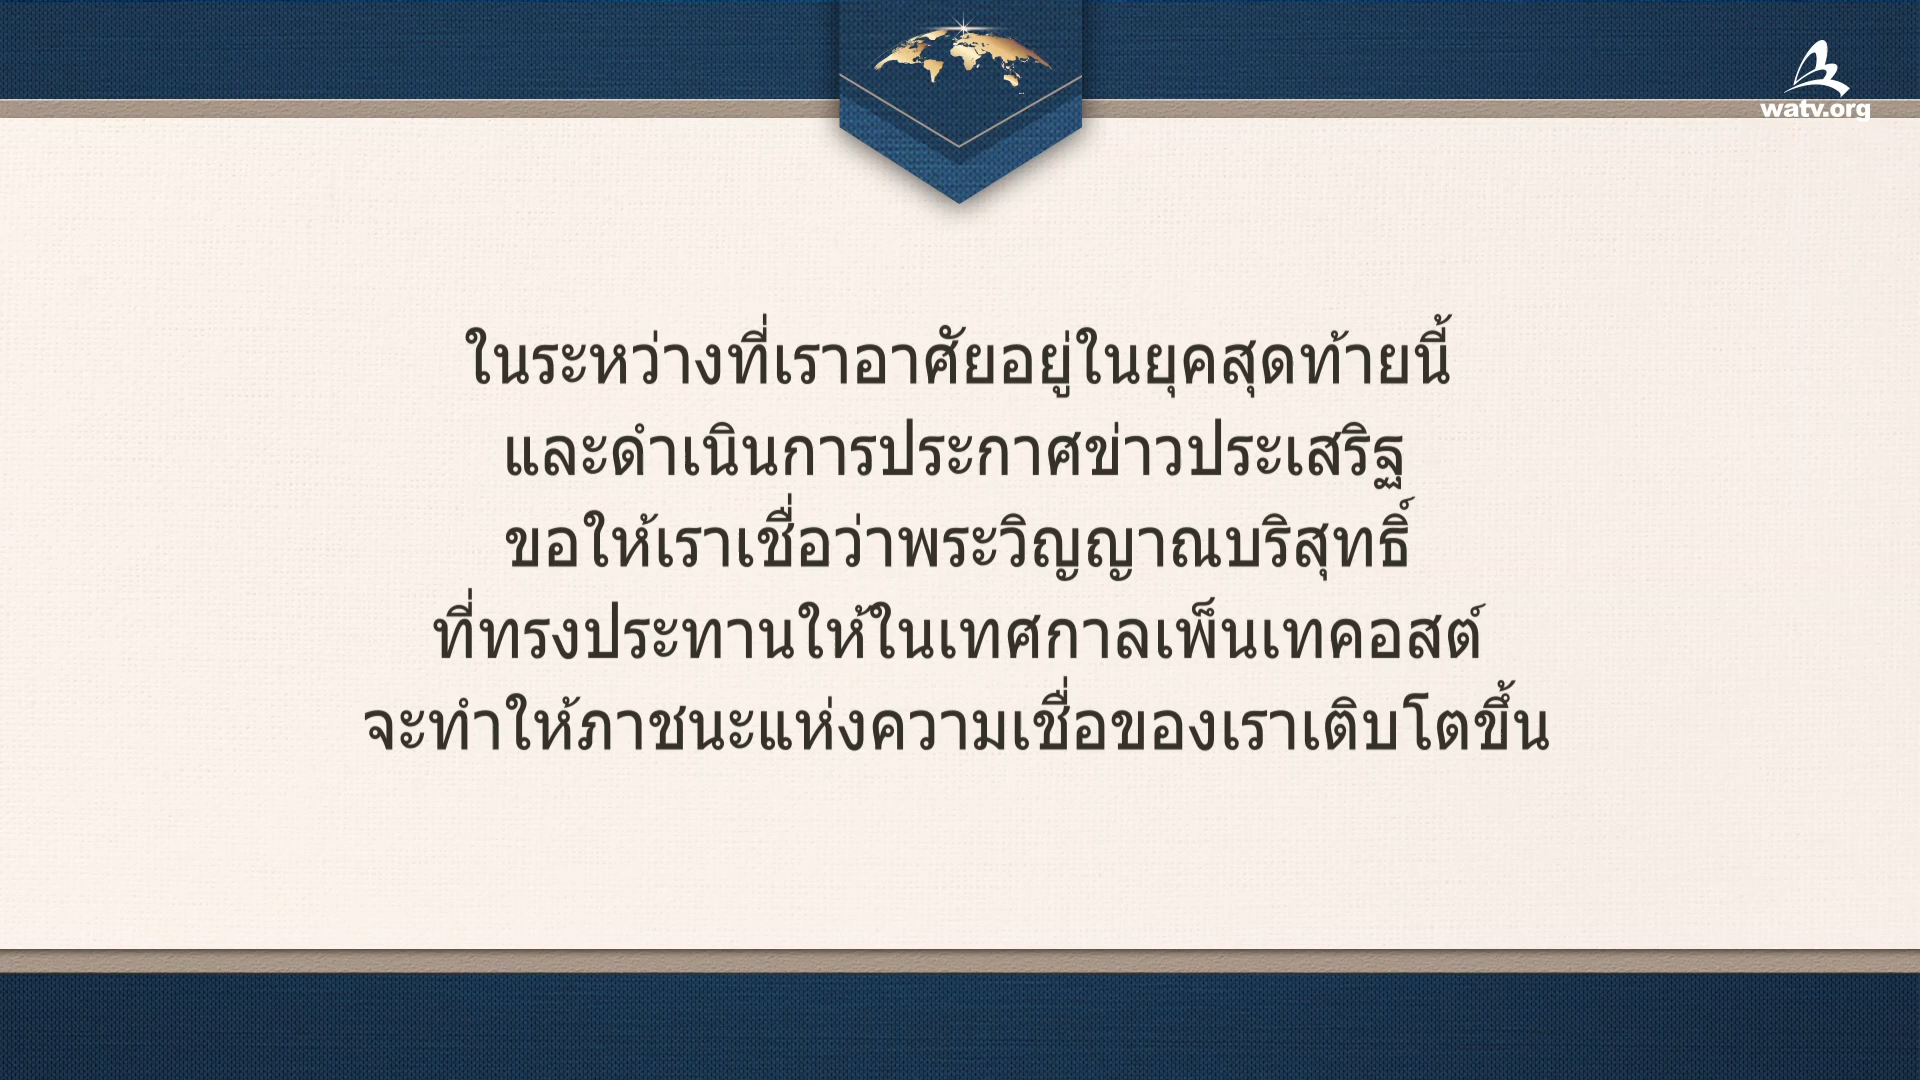 watv.org
ในระหว่างที่เราอาศัยอยู่ในยุคสุดท้ายนี้
และดำเนินการประกาศข่าวประเสริฐ
ขอให้เราเชื่อว่าพระวิญญาณบริสุทธิ์
ที่ทรงประทานให้ในเทศกาลเพ็นเทคอสต์
จะทำให้ภาชนะแห่งความเชื่อของเราเติบโตขึ้น